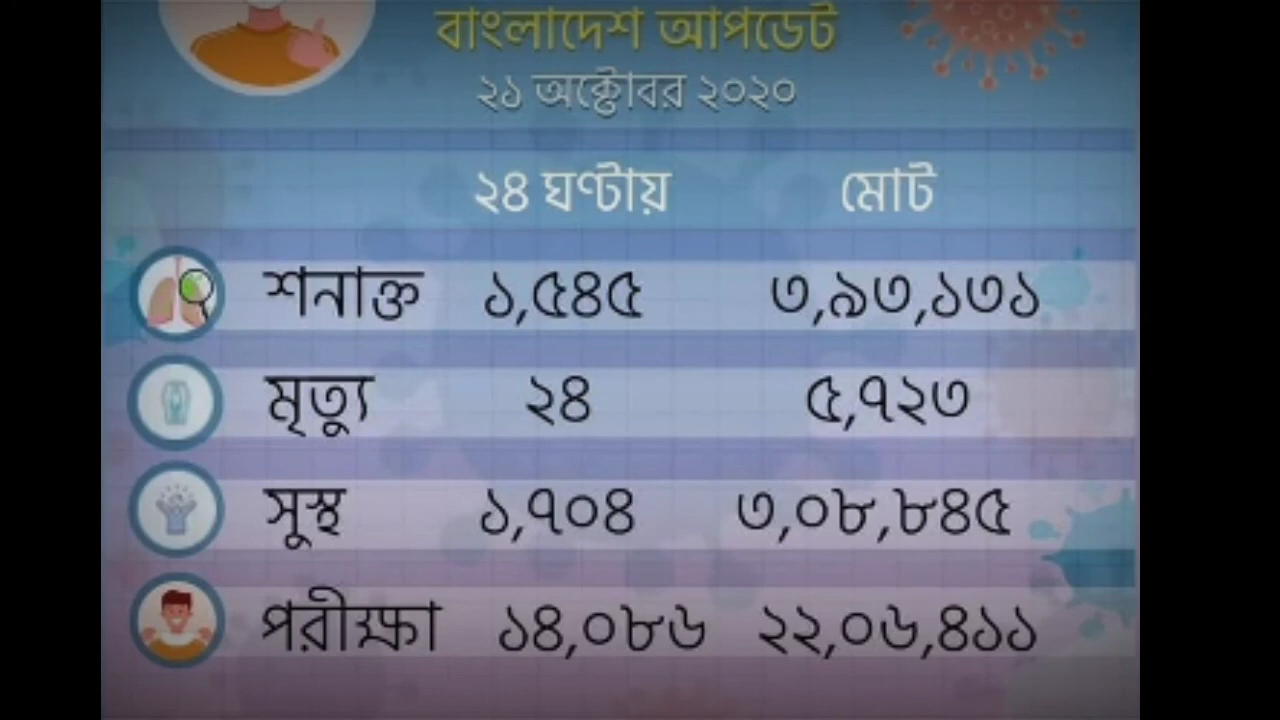 বাংলাদেশ আপডেট
২১ অক্টোবর ২০২০
২৪ ঘণ্টায় মোট
শনাক্ত ১,৫৪৫ ৩,৯৩,১৩১
মৃত্যু ২৪ ৫,৭২৩
সুস্থ ১,৭০৪ ৩,০৮,৮৪৫
পরীক্ষা ১৪,০৮৬ ২২,০৬,৪১১